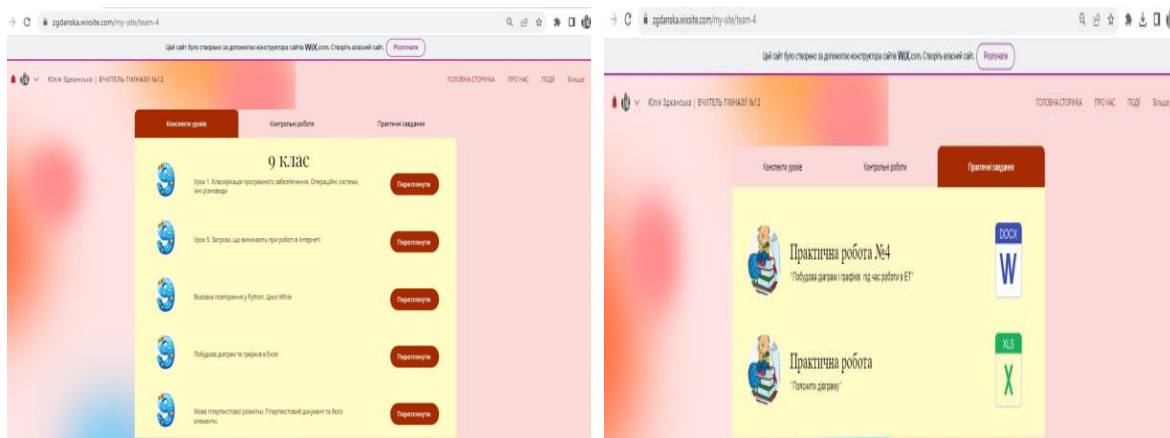 zgdanska.wixsite.com/my-site/team-4
Цей сайт було створено за допомогою конструктора сайтів WiX.com. Створіть власний сайт. Розпочати
Юлія Зджанська | ВЧИТЕЛЬ ГІМНАЗІЇ №12 ГОЛОВНА СТОРІНКА ПРО НАС ПОДІЇ Більше
Конспекти уроків Контрольні роботи Практичні завдання
9 клас
Урок 1. Класифікація програмного забезпечення. Операційні системи, їхні різновиди
Переглянути
Урок 5. Загрози, що виникають при роботі в Інтернеті
Переглянути
Вказівка повторення у Python. Цикл While
Переглянути
Побудова діаграм та графіків в Excel
Переглянути
Мова гіпертекстової розмітки. Гіпертекстовий документ та його
елементи.
Переглянути
zgdanska.wixsite.com/my-site/team-4
Цей сайт було створено за допомогою конструктора сайтів WiX.com. Створіть власний сайт. Розпочати
Юлія Зджанська | ВЧИТЕЛЬ ГІМНАЗІЇ №12 ГОЛОВНА СТОРІНКА ПРО НАС ПОДІЇ Більше
Конспекти уроків Контрольні роботи Практичні завдання
Практична робота №4
"Побудова діаграм і графіків під час роботи в ЕТ"
DOCX
W
Практична робота
діаграму"
XLS
X